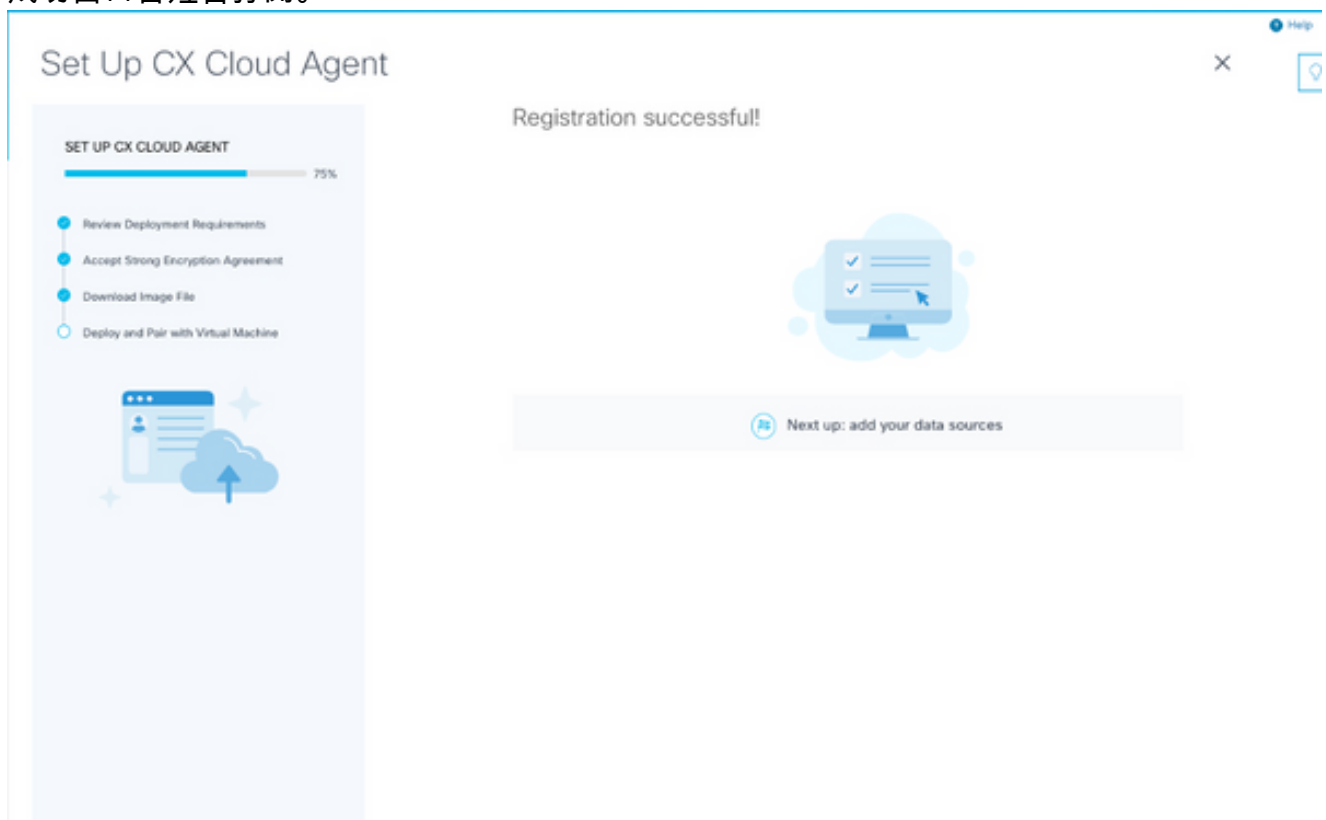 Help
Set Up CX Cloud Agent
Registration successful!
SET UP CX CLOUD AGENT
75%
Review Deployment Requirements
Accept Strong Encryption Agreement
Download Image File
Deploy and Pair with Virtual Machine
Next up: add your data sources